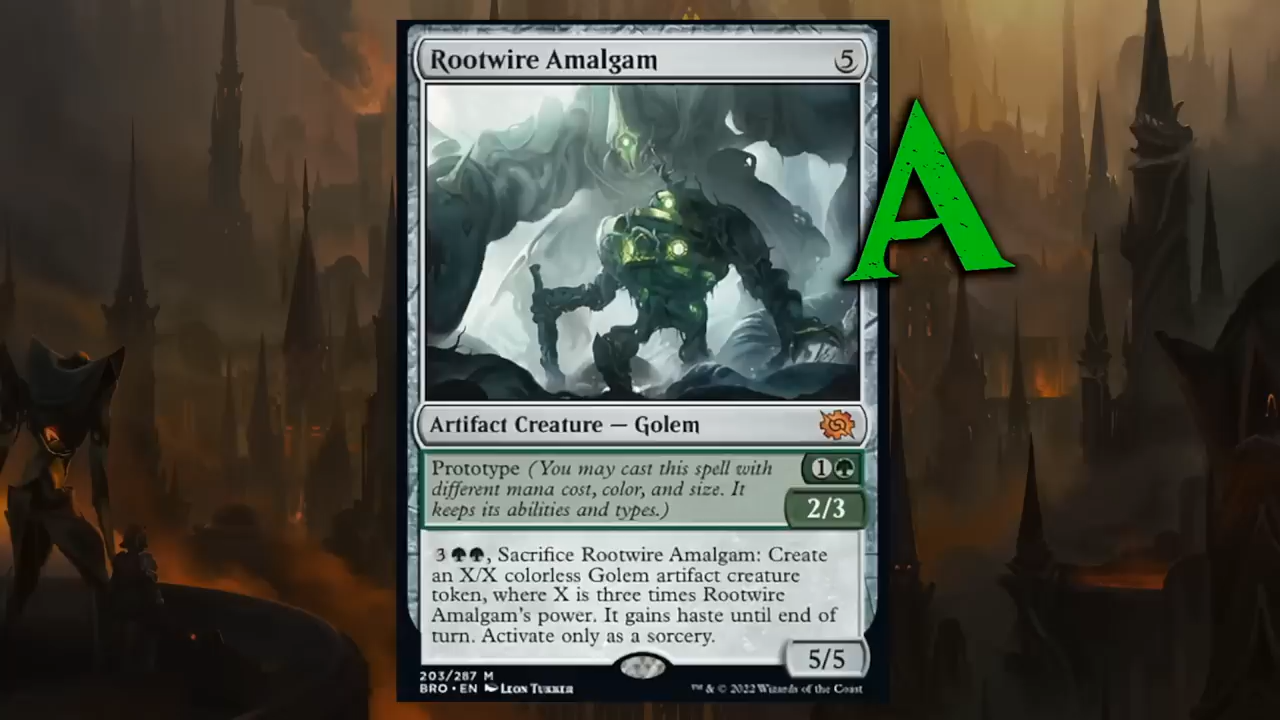 Rootwire Amalgam 5
A
Artifact Creature — Golem
Prototype (You may cast this spell with
different mana cost, color, and size. It
keeps its abilities and types.)
1
2/3
3, Sacrifice Rootwire Amalgam: Create
an X/X colorless Golem artifact creature
token, where X is three times Rootwire
Amalgam's power. It gains haste until end of
turn. Activate only as a sorcery.
5/5
203/287 M
BRO • EN Leon Tukker
™ & © 2022 Wizards of the Coast